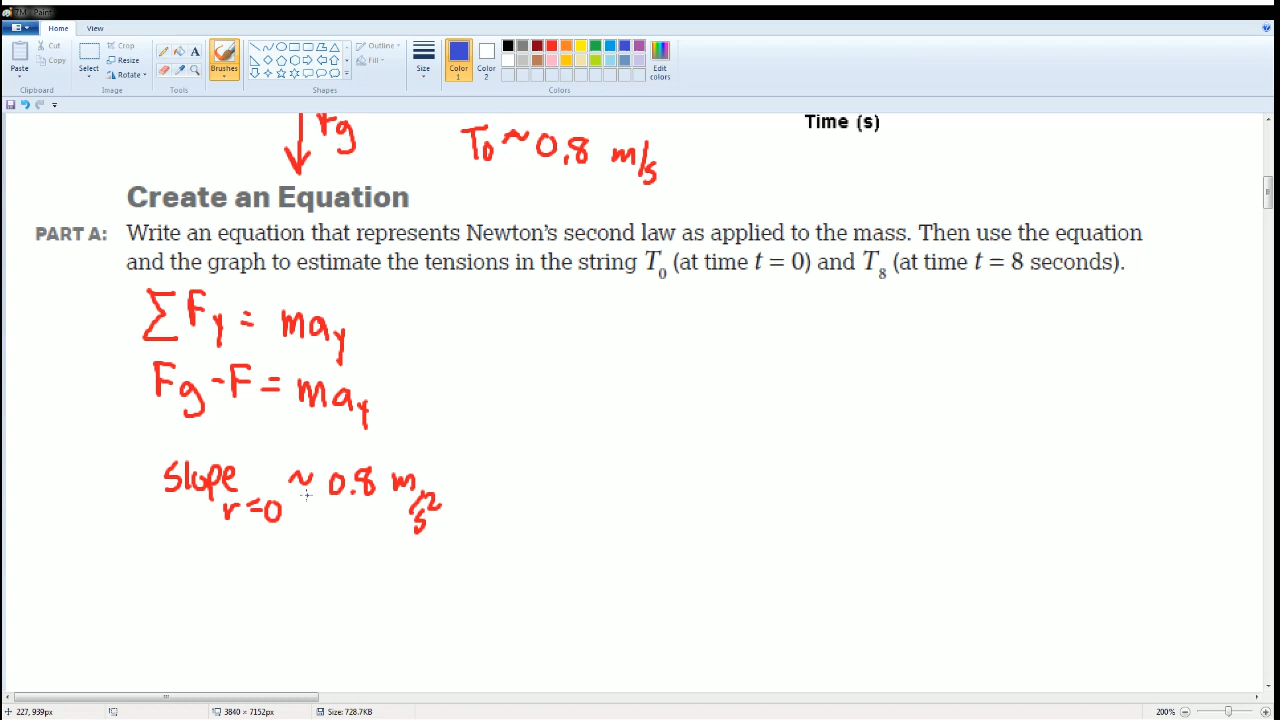 7M - Paint
Home View
Paste
Cut
Copy
Clipboard
Select
Crop
Resize
Rotate
Image
A
Tools
Brushes
Outline
Fill
Shapes
Size
Color 1
Color 2
Edit colors
Colors
Fg
T0 ~ 0.8 m/s
Time (s)
Create an Equation
PART A: Write an equation that represents Newton's second law as applied to the mass. Then use the equation
and the graph to estimate the tensions in the string T0 (at time t = 0) and T8 (at time t = 8 seconds).
∑Fy = may
Fg - F = may
slope r=0 ~ 0.8 m/s2
227, 939px
3840 × 7152px
Size: 728.7KB
200%